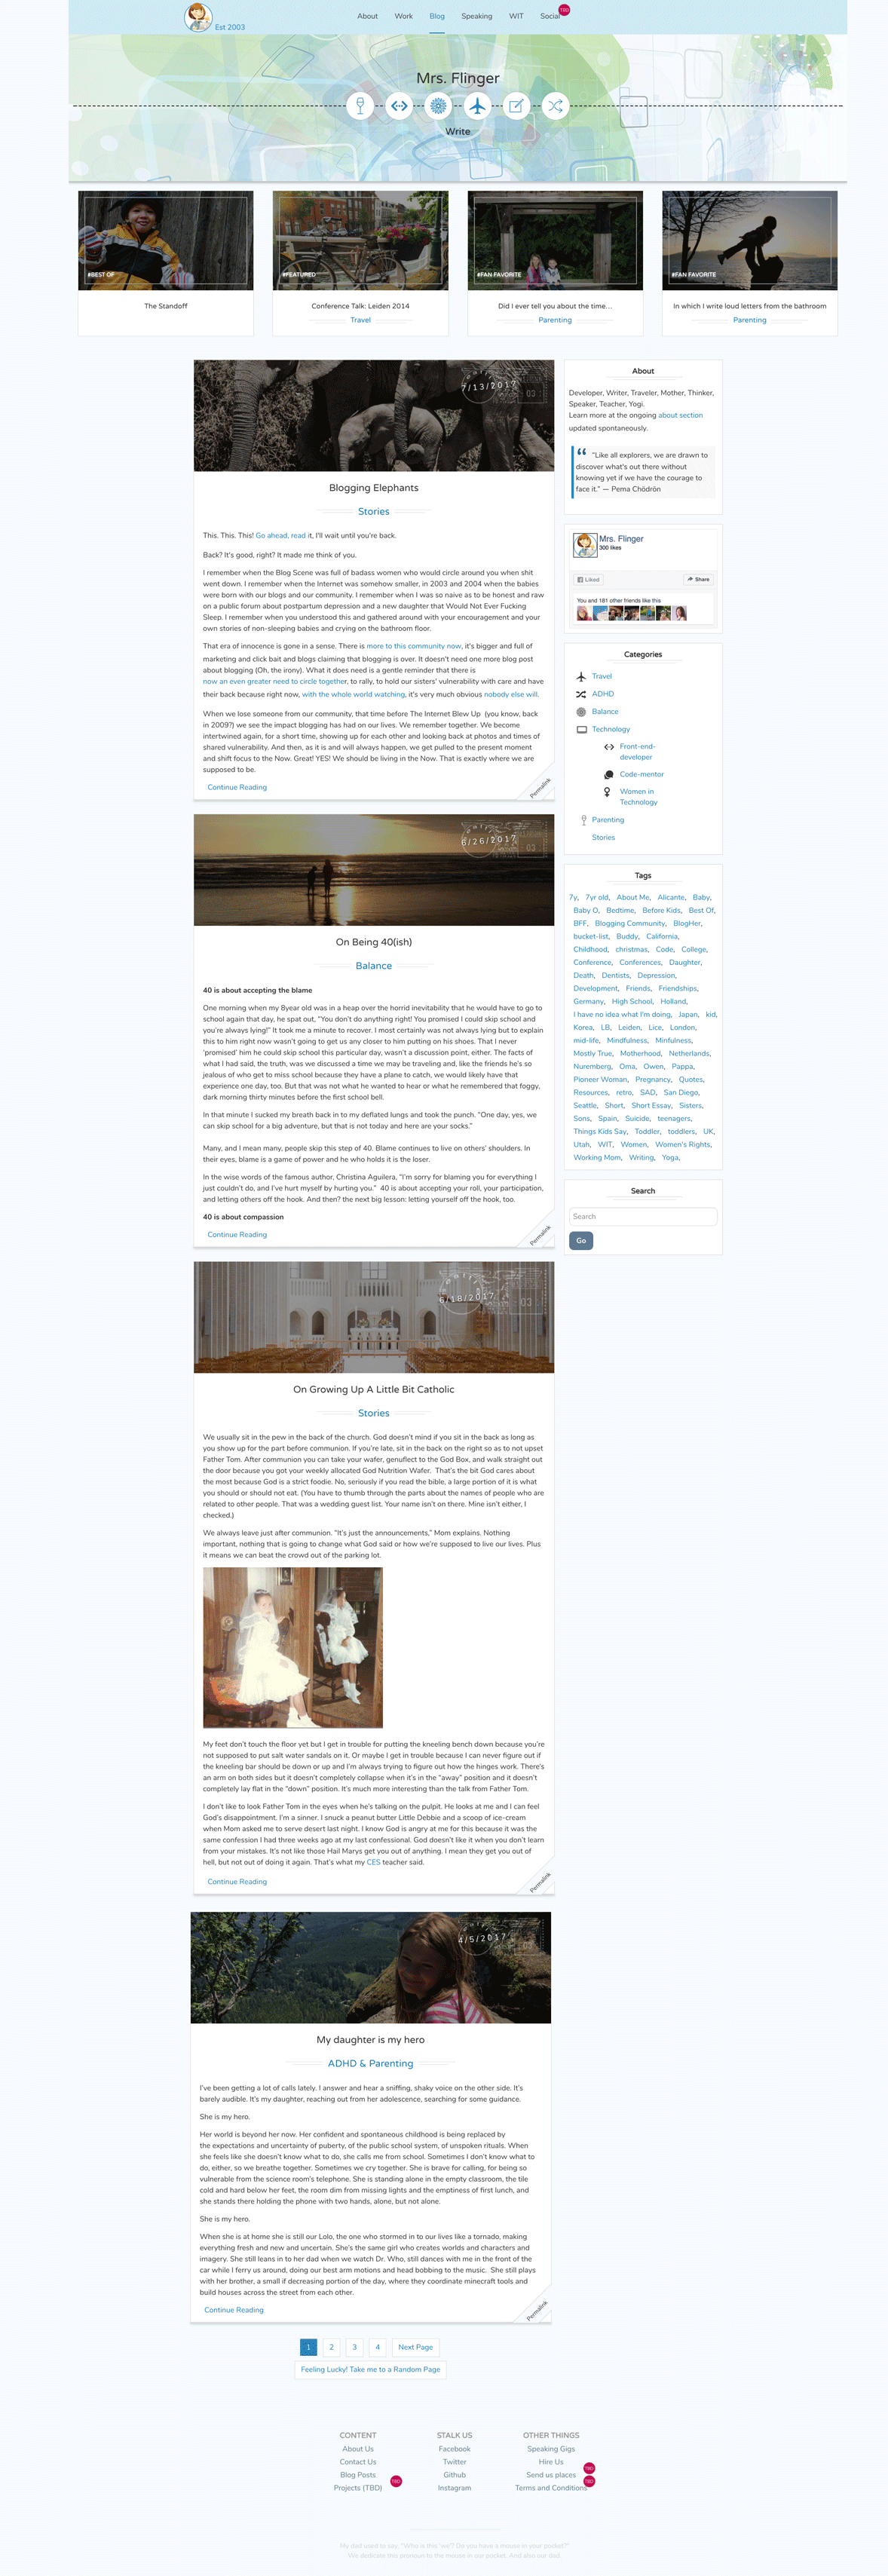 Est 2003
About Work Blog Speaking WIT Social TBD
Mrs. Flinger
Write
#BEST OF
The Standoff
#FEATURED
Conference Talk: Leiden 2014
Travel
#FAN FAVORITE
Did I ever tell you about the time…
Parenting
#FAN FAVORITE
In which I write loud letters from the bathroom
Parenting
7/13/2017
03
Blogging Elephants
Stories
This. This. This! Go ahead, read it, I'll wait until you're back.
Back? It's good, right? It made me think of you.
I remember when the Blog Scene was full of badass women who would circle around you when shit
went down. I remember when the Internet was somehow smaller, in 2003 and 2004 when the babies
were born with our blogs and our community. I remember when I was so naive as to be honest and raw
on a public forum about postpartum depression and a new daughter that Would Not Ever Fucking
Sleep. I remember when you understood this and gathered around with your encouragement and your
own stories of non-sleeping babies and crying on the bathroom floor.
That era of innocence is gone in a sense. There is more to this community now, it's bigger and full of
marketing and click bait and blogs claiming that blogging is over. It doesn't need one more blog post
about blogging (Oh, the irony). What it does need is a gentle reminder that there is
now an even greater need to circle together, to rally, to hold our sisters' vulnerability with care and have
their back because right now, with the whole world watching, it's very much obvious nobody else will.
When we lose someone from our community, that time before The Internet Blew Up (you know, back
in 2009?) we see the impact blogging has had on our lives. We remember together. We become
intertwined again, for a short time, showing up for each other and looking back at photos and times of
shared vulnerability. And then, as it is and will always happen, we get pulled to the present moment
and shift focus to the Now. Great! YES! We should be living in the Now. That is exactly where we are
supposed to be.
Continue Reading
Permalink
6/26/2017
03
On Being 40(ish)
Balance
40 is about accepting the blame
One morning when my 8year old was in a heap over the horrid inevitability that he would have to go to
school again that day, he spat out, "You don't do anything right! You promised I could skip school and
you're always lying!" It took me a minute to recover. I most certainly was not always lying but to explain
this to him right now wasn't going to get us any closer to him putting on his shoes. That I never
'promised' him he could skip school this particular day, wasn't a discussion point, either. The facts of
what I had said, the truth, was we discussed a time we may be traveling and, like the friends he's so
jealous of who get to miss school because they have a plane to catch, we would likely have that
experience one day, too. But that was not what he wanted to hear or what he remembered that foggy,
dark morning thirty minutes before the first school bell.
In that minute I sucked my breath back in to my deflated lungs and took the punch. "One day, yes, we
can skip school for a big adventure, but that is not today and here are your socks."
Many, and I mean many, people skip this step of 40. Blame continues to live on others' shoulders. In
their eyes, blame is a game of power and he who holds it is the loser.
In the wise words of the famous author, Christina Aguilera, "I'm sorry for blaming you for everything I
just couldn't do, and I've hurt myself by hurting you." 40 is about accepting your roll, your participation,
and letting others off the hook. And then? the next big lesson: letting yourself off the hook, too.
40 is about compassion
Continue Reading
Permalink
6/18/2017
03
On Growing Up A Little Bit Catholic
Stories
We usually sit in the pew in the back of the church. God doesn't mind if you sit in the back as long as
you show up for the part before communion. If you're late, sit in the back on the right so as to not upset
Father Tom. After communion you can take your wafer, genuflect to the God Box, and walk straight out
the door because you got your weekly allocated God Nutrition Wafer. That's the bit God cares about
the most because God is a strict foodie. No, seriously if you read the bible, a large portion of it is what
you should or should not eat. (You have to thumb through the parts about the names of people who are
related to other people. That was a wedding guest list. Your name isn't on there. Mine isn't either, I
checked.)
We always leave just after communion. "It's just the announcements," Mom explains. Nothing
important, nothing that is going to change what God said or how we're supposed to live our lives. Plus
it means we can beat the crowd out of the parking lot.
My feet don't touch the floor yet but I get in trouble for putting the kneeling bench down because you're
not supposed to put salt water sandals on it. Or maybe I get in trouble because I can never figure out if
the kneeling bar should be down or up and I'm always trying to figure out how the hinges work. There's
an arm on both sides but it doesn't completely collapse when it's in the "away" position and it doesn't
completely lay flat in the "down" position. It's much more interesting than the talk from Father Tom.
I don't like to look Father Tom in the eyes when he's talking on the pulpit. He looks at me and I can feel
God's disappointment. I'm a sinner. I snuck a peanut butter Little Debbie and a scoop of ice-cream
when Mom asked me to serve desert last night. I know God is angry at me for this because it was the
same confession I had three weeks ago at my last confessional. God doesn't like it when you don't learn
from your mistakes. It's not like those Hail Marys get you out of anything. I mean they get you out of
hell, but not out of doing it again. That's what my CES teacher said.
Continue Reading
Permalink
4/5/2017
03
My daughter is my hero
ADHD & Parenting
I've been getting a lot of calls lately. I answer and hear a sniffing, shaky voice on the other side. It's
barely audible. It's my daughter, reaching out from her adolescence, searching for some guidance.
She is my hero.
Her world is beyond her now. Her confident and spontaneous childhood is being replaced by
the expectations and uncertainty of puberty, of the public school system, of unspoken rituals. When
she feels like she doesn't know what to do, she calls me from school. Sometimes I don't know what to
do, either, so we breathe together. Sometimes we cry together. She is brave for calling, for being so
vulnerable from the science room's telephone. She is standing alone in the empty classroom, the tile
cold and hard below her feet, the room dim from missing lights and the emptiness of first lunch, and
she stands there holding the phone with two hands, alone, but not alone.
She is my hero.
When she is at home she is still our Lolo, the one who stormed in to our lives like a tornado, making
everything fresh and new and uncertain. She's the same girl who creates worlds and characters and
imagery. She still leans in to her dad when we watch Dr. Who, still dances with me in the front of the
car while I ferry us around, doing our best arm motions and head bobbing to the music. She still plays
with her brother, a small if decreasing portion of the day, where they coordinate minecraft tools and
build houses across the street from each other.
Continue Reading
Permalink
1 2 3 4 Next Page
Feeling Lucky! Take me to a Random Page
About
Developer, Writer, Traveler, Mother, Thinker,
Speaker, Teacher, Yogi.
Learn more at the ongoing about section
updated spontaneously.
"Like all explorers, we are drawn to
discover what's out there without
knowing yet if we have the courage to
face it." — Pema Chödrön
Mrs. Flinger
300 likes
Liked Share
You and 181 other friends like this
Categories
Travel
ADHD
Balance
Technology
Front-end-
developer
Code-mentor
Women in
Technology
Parenting
Stories
Tags
7y, 7yr old, About Me, Alicante, Baby,
Baby O, Bedtime, Before Kids, Best Of,
BFF, Blogging Community, BlogHer,
bucket-list, Buddy, California,
Childhood, christmas, Code, College,
Conference, Conferences, Daughter,
Death, Dentists, Depression,
Development, Friends, Friendships,
Germany, High School, Holland,
I have no idea what I'm doing, Japan, kid,
Korea, LB, Leiden, Lice, London,
mid-life, Mindfulness, Minfulness,
Mostly True, Motherhood, Netherlands,
Nuremberg, Oma, Owen, Pappa,
Pioneer Woman, Pregnancy, Quotes,
Resources, retro, SAD, San Diego,
Seattle, Short, Short Essay, Sisters,
Sons, Spain, Suicide, teenagers,
Things Kids Say, Toddler, toddlers, UK,
Utah, WIT, Women, Women's Rights,
Working Mom, Writing, Yoga,
Search
Search
Go
CONTENT
About Us
Contact Us
Blog Posts
Projects (TBD) TBD
STALK US
Facebook
Twitter
Github
Instagram
OTHER THINGS
Speaking Gigs
Hire Us
Send us places TBD
Terms and Conditions TBD
My dad used to say, "Who is this 'we'? Do you have a mouse in your pocket?"
We dedicate this pronoun to the mouse in our pocket. And also our dad.